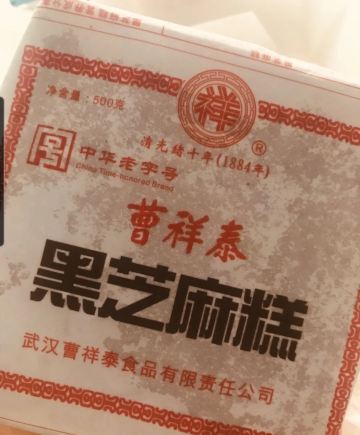 净含量：500克
祥
®
清光绪十年(1884年)
中华老字号
China Time-honored Brand
曹祥泰
黑芝麻糕
武汉曹祥泰食品有限责任公司